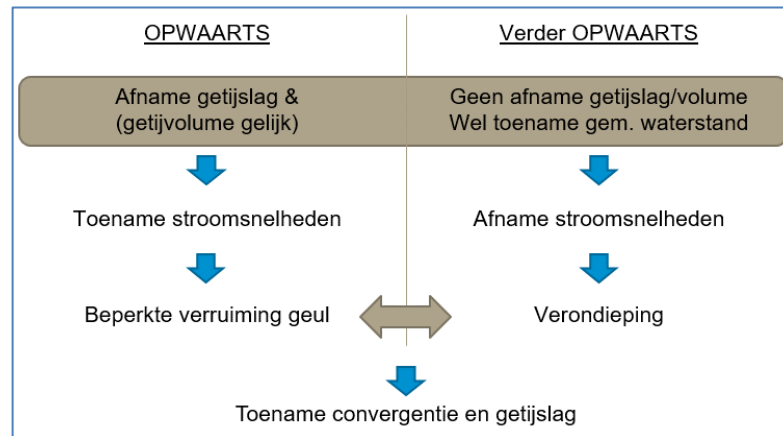 OPWAARTS
Verder OPWAARTS
Afname getijslag &
(getijvolume gelijk)
Geen afname getijslag/volume
Wel toename gem. waterstand
Toename stroomsnelheden
Afname stroomsnelheden
Beperkte verruiming geul
Verondieping
Toename convergentie en getijslag